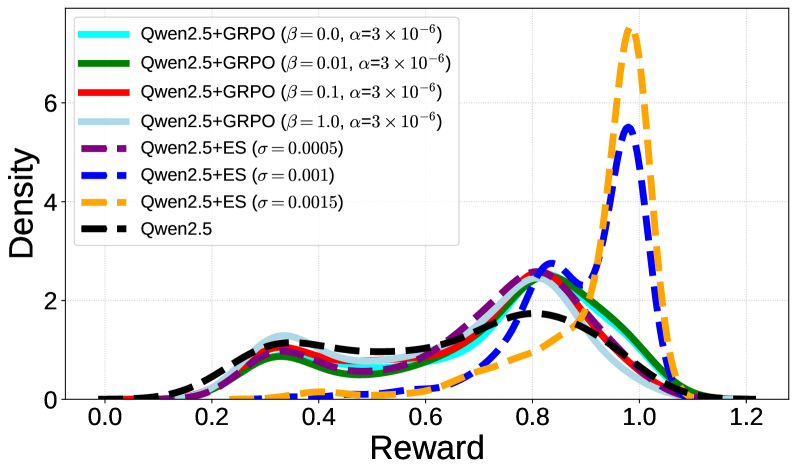 Qwen2.5+GRPO (β = 0.0, α=3 × 10⁻⁶)
Qwen2.5+GRPO (β = 0.01, α=3 × 10⁻⁶)
Qwen2.5+GRPO (β = 0.1, α=3 × 10⁻⁶)
Qwen2.5+GRPO (β = 1.0, α=3 × 10⁻⁶)
Qwen2.5+ES (σ = 0.0005)
Qwen2.5+ES (σ = 0.001)
Qwen2.5+ES (σ = 0.0015)
Qwen2.5
Density
6
4
2
0
0.0 0.2 0.4 0.6 0.8 1.0 1.2
Reward